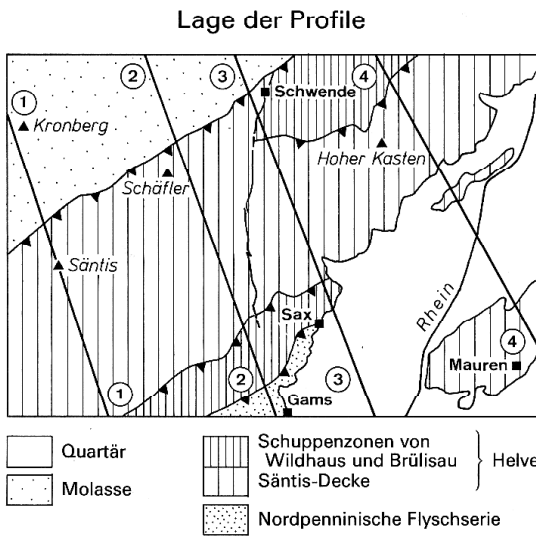 Lage der Profile
1
2
3
4
Kronberg
Schwende
Hoher Kasten
Schäfler
Säntis
Rhein
Sax
Mauren
4
1
2
3
Gams
Quartär
Molasse
Schuppenzonen von
Wildhaus und Brülisau
Säntis-Decke
Helve
Nordpenninische Flyschserie